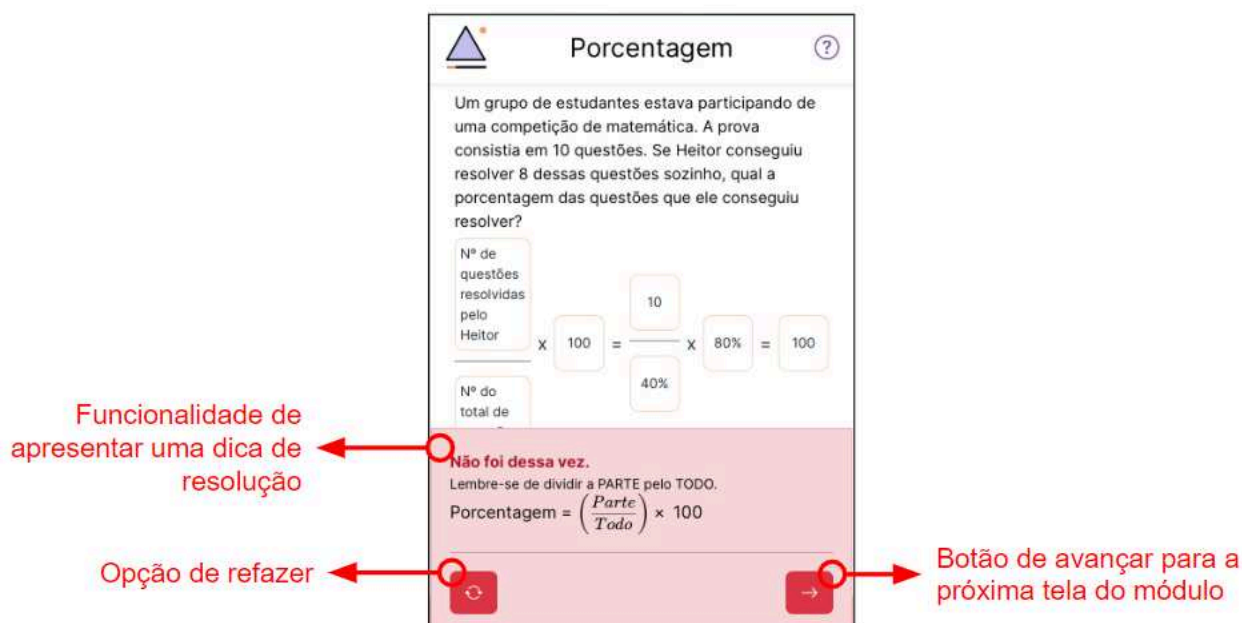 Porcentagem
?
Um grupo de estudantes estava participando de
uma competição de matemática. A prova
consistia em 10 questões. Se Heitor conseguiu
resolver 8 dessas questões sozinho, qual a
porcentagem das questões que ele conseguiu
resolver?
Nº de
questões
resolvidas
pelo
Heitor
x 100 = 10 x 80% = 100
40%
Nº do
total de
Funcionalidade de
apresentar uma dica de
resolução
Não foi dessa vez.
Lembre-se de dividir a PARTE pelo TODO.
Porcentagem = (Parte/Todo) × 100
Opção de refazer
Botão de avançar para a
próxima tela do módulo